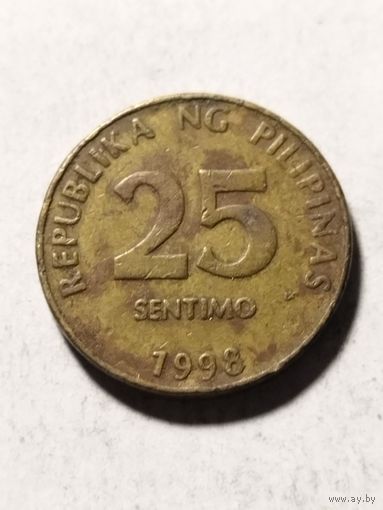 REPUBLIKA NG PILIPINAS
25
SENTIMO
1998
www.ay.by